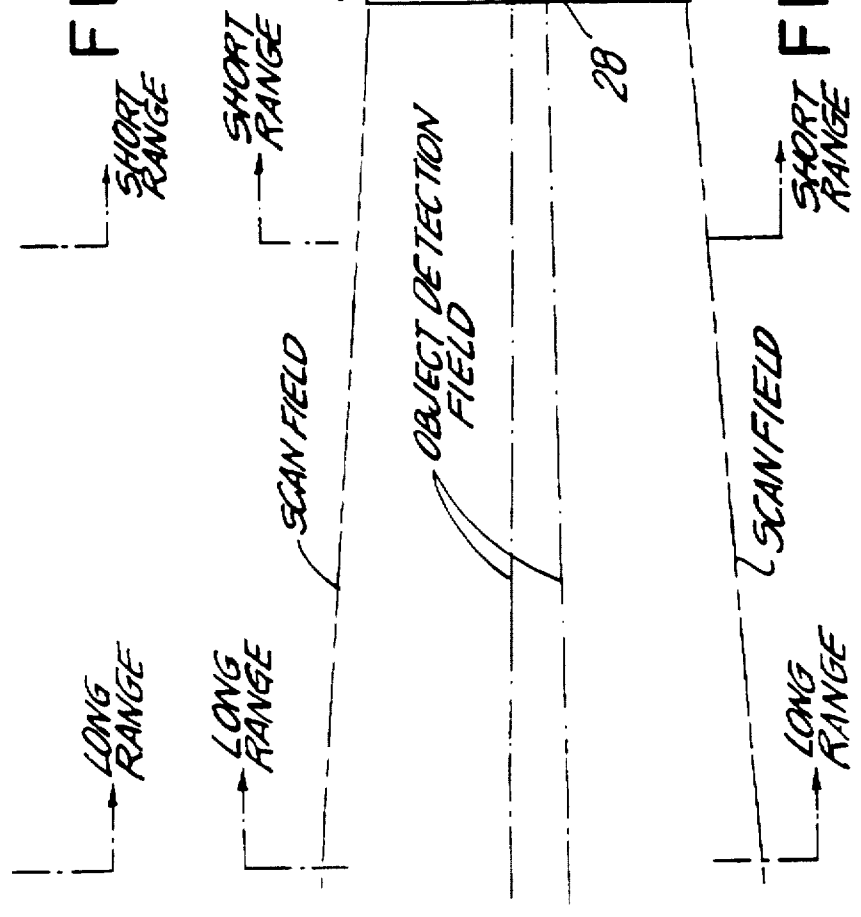 SHORT
RANGE
SHORT
RANGE
28
SHORT
RANGE
OBJECT DETECTION
FIELD
SCAN FIELD
SCAN FIELD
LONG
RANGE
LONG
RANGE
LONG
RANGE